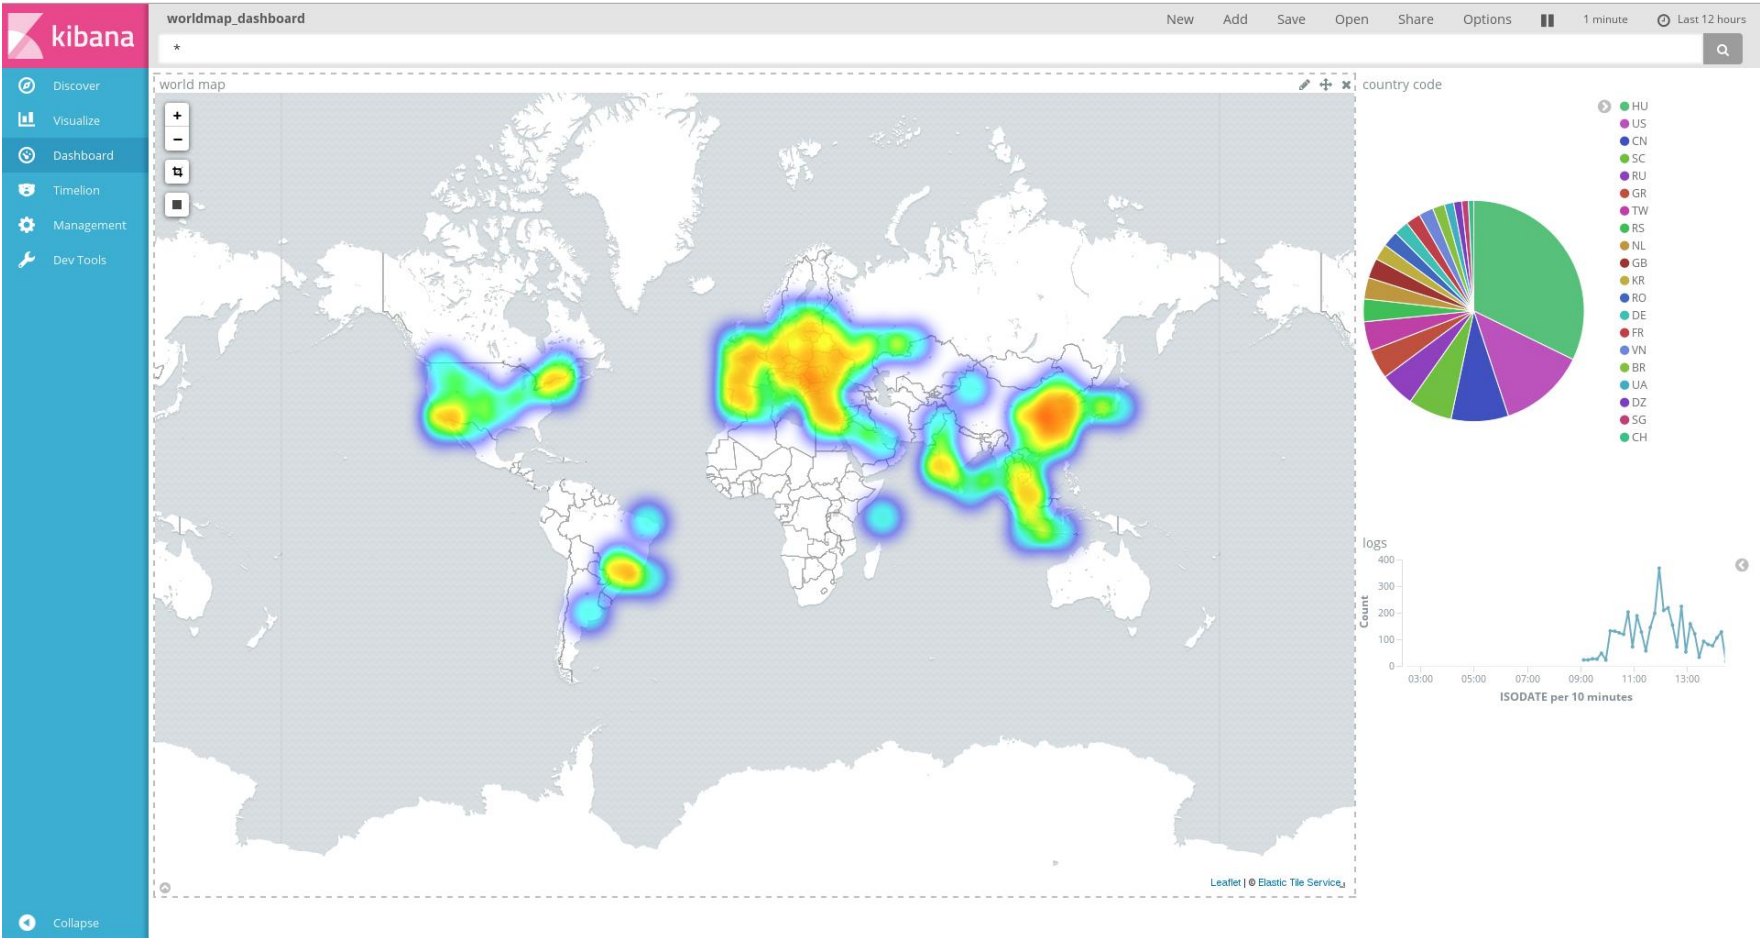 kibana
Discover
Visualize
Dashboard
Timelion
Management
Dev Tools
Collapse
worldmap_dashboard
New Add Save Open Share Options 1 minute Last 12 hours
*
world map
+
−
Leaflet | © Elastic Tile Service
country code
HU
US
CN
SC
RU
GR
TW
RS
NL
GB
KR
RO
DE
FR
VN
BR
UA
DZ
SG
CH
logs
400
300
200
100
0
Count
03:00 05:00 07:00 09:00 11:00 13:00
ISODATE per 10 minutes